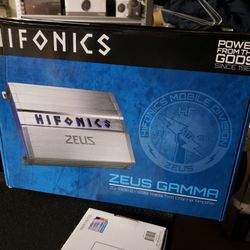 HIFONICS
POWER
FROM THE
GODS
SINCE 198
HIFONICS
ZEUS
HIFONICS MOBILE DIVISION
ZEUS GAMMA